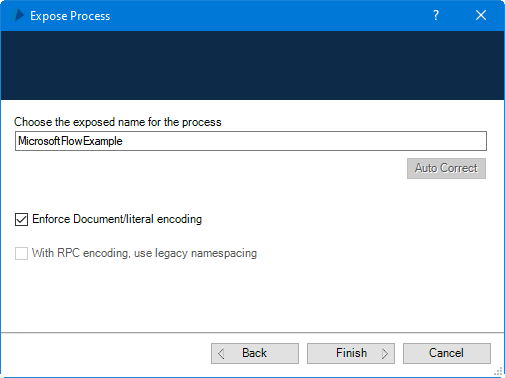 Expose Process
?
Choose the exposed name for the process
MicrosoftFlowExample
Auto Correct
Enforce Document/literal encoding
With RPC encoding, use legacy namespacing
Back
Finish
Cancel